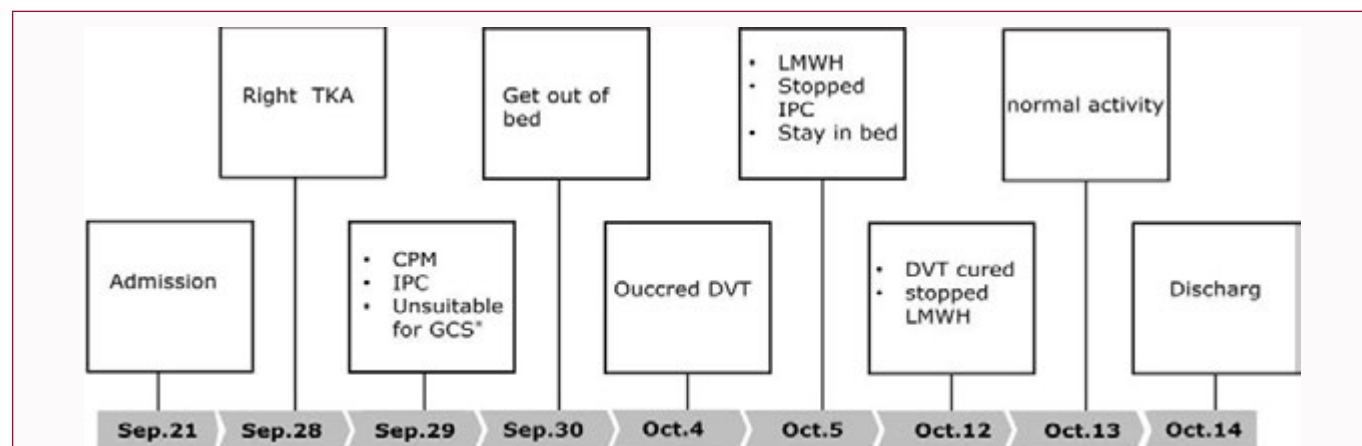 Right TKA
Get out of
bed
• LMWH
• Stopped
IPC
• Stay in bed
normal activity
Admission
• CPM
• IPC
• Unsuitable
for GCS*
Ouccred DVT
• DVT cured
• stopped
LMWH
Discharg
Sep.21 Sep.28 Sep.29 Sep.30 Oct.4 Oct.5 Oct.12 Oct.13 Oct.14